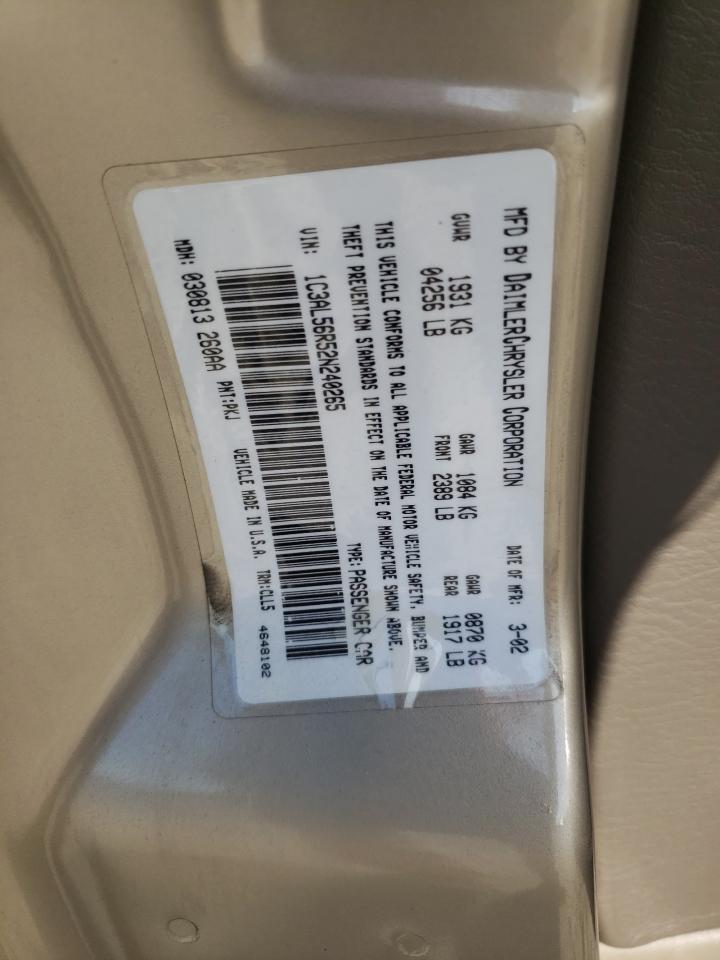 MFD BY DAIMLERCHRYSLER CORPORATION DATE OF MFR: 3-02
GVWR 1931 KG GAWR 1084 KG GAWR 0870 KG
04256 LB FRONT 2389 LB REAR 1917 LB
THIS VEHICLE CONFORMS TO ALL APPLICABLE FEDERAL MOTOR VEHICLE SAFETY, BUMPER AND
THEFT PREVENTION STANDARDS IN EFFECT ON THE DATE OF MANUFACTURE SHOWN ABOVE.
VIN: 1C3AL56R52N240265 TYPE: PASSENGER CAR
MDH: 030813 260AA PNT:PKJ VEHICLE MADE IN U.S.A. TRM:CLL5 4648102